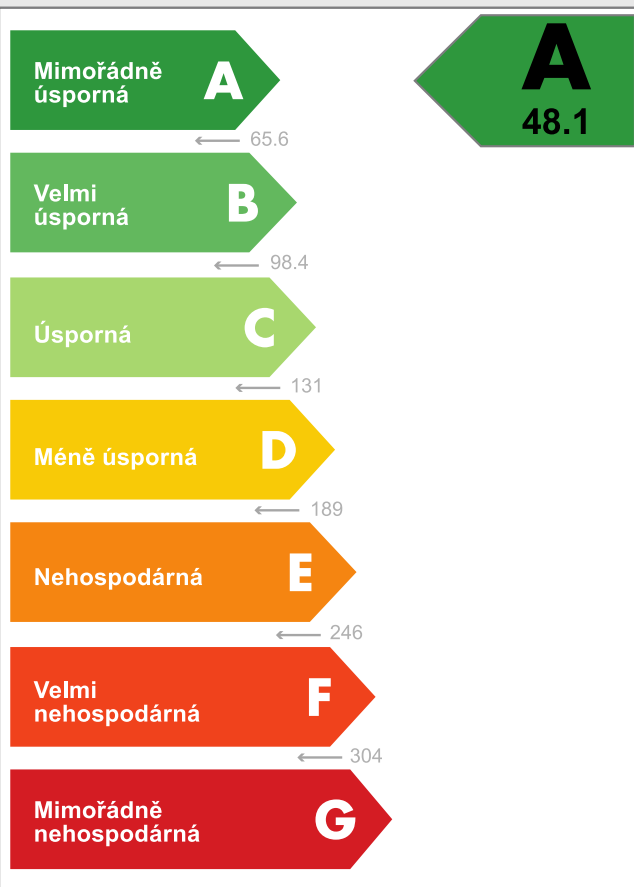 Mimořádně
úsporná
A
A
48.1
65.6
Velmi
úsporná
B
98.4
Úsporná
C
131
Méně úsporná
D
189
Nehospodárná
E
246
Velmi
nehospodárná
F
304
Mimořádně
nehospodárná
G